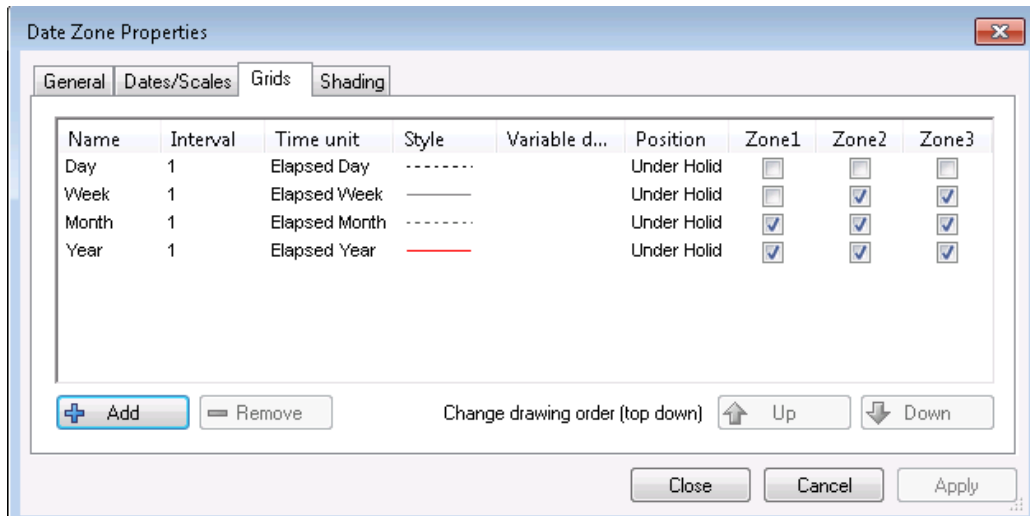 Date Zone Properties
General Dates/Scales Grids Shading
Name Interval Time unit Style Variable d... Position Zone1 Zone2 Zone3
Day 1 Elapsed Day Under Holid
Week 1 Elapsed Week Under Holid
Month 1 Elapsed Month Under Holid
Year 1 Elapsed Year Under Holid
Add Remove Change drawing order (top down) Up Down
Close Cancel Apply